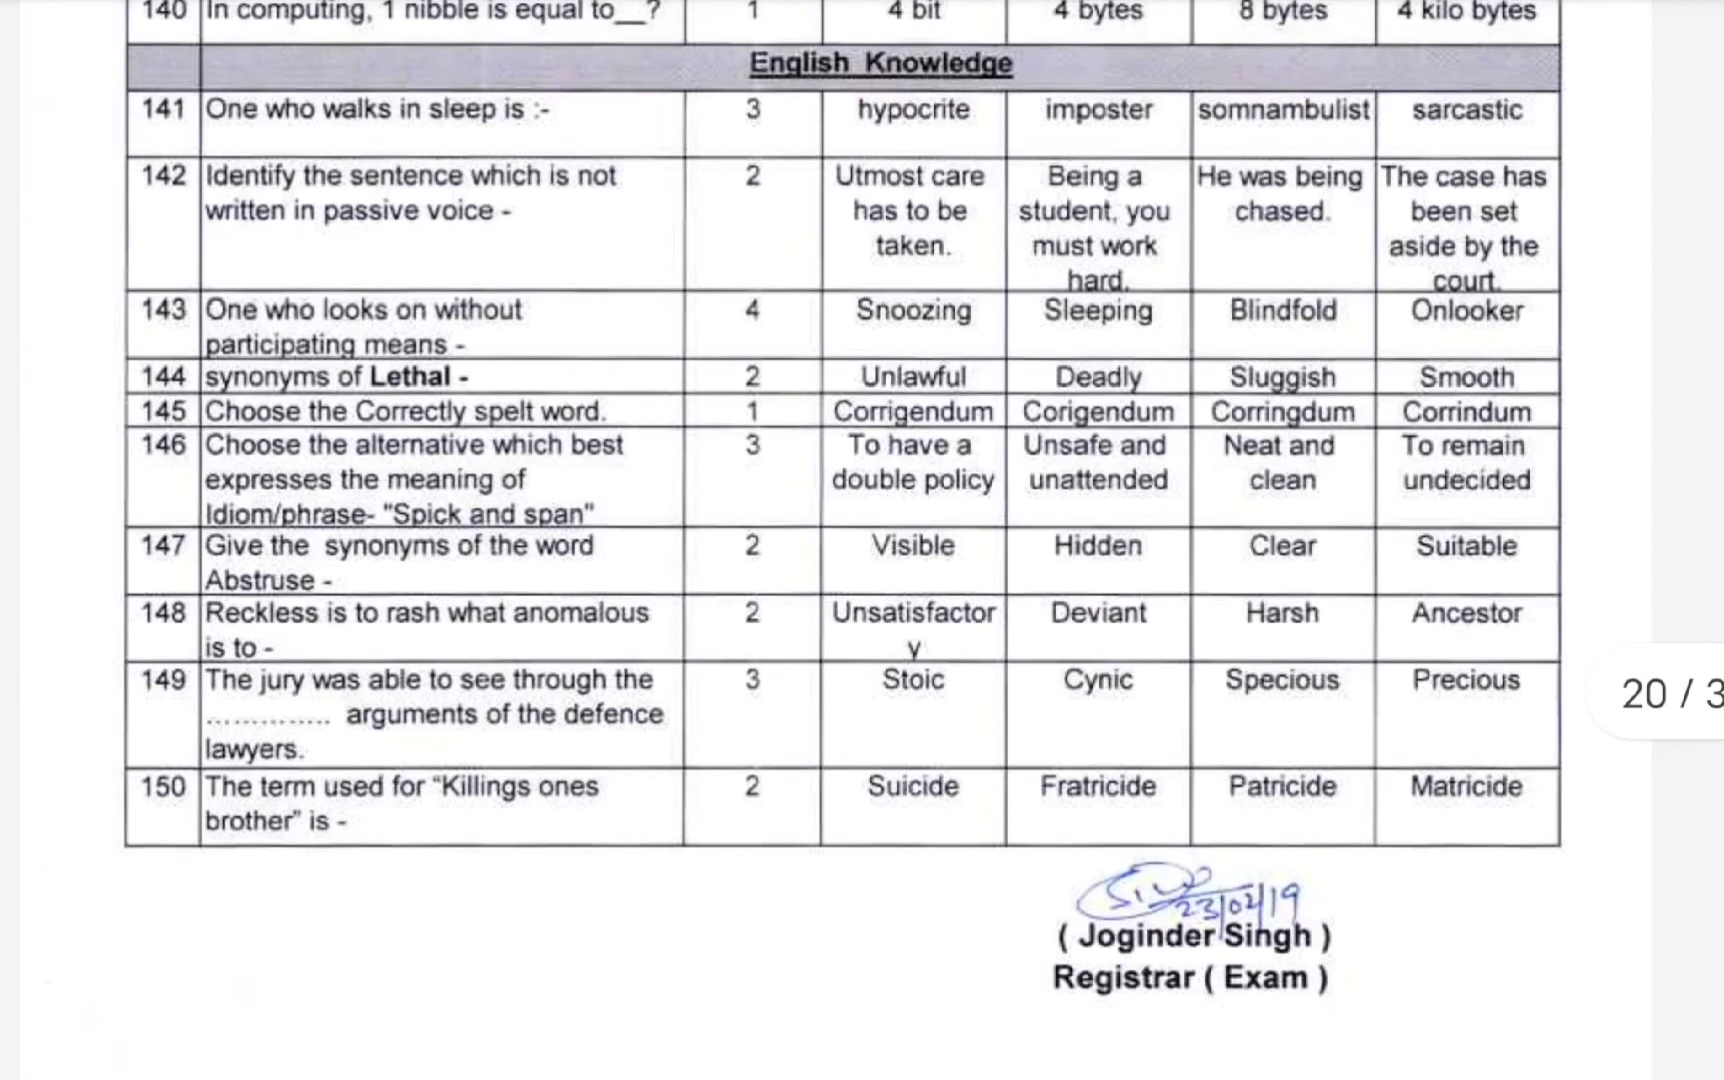 140 In computing, 1 nibble is equal to__? 1 4 bit 4 bytes 8 bytes 4 kilo bytes
English Knowledge
141 One who walks in sleep is :- 3 hypocrite imposter somnambulist sarcastic
142 Identify the sentence which is not 2 Utmost care Being a He was being The case has
written in passive voice - has to be student, you chased. been set
taken. must work aside by the
hard. court.
143 One who looks on without 4 Snoozing Sleeping Blindfold Onlooker
participating means -
144 synonyms of Lethal - 2 Unlawful Deadly Sluggish Smooth
145 Choose the Correctly spelt word. 1 Corrigendum Corigendum Corringdum Corrindum
146 Choose the alternative which best 3 To have a Unsafe and Neat and To remain
expresses the meaning of double policy unattended clean undecided
Idiom/phrase- "Spick and span"
147 Give the synonyms of the word 2 Visible Hidden Clear Suitable
Abstruse -
148 Reckless is to rash what anomalous 2 Unsatisfactor Deviant Harsh Ancestor
is to - y
149 The jury was able to see through the 3 Stoic Cynic Specious Precious
.............. arguments of the defence
lawyers.
150 The term used for “Killings ones 2 Suicide Fratricide Patricide Matricide
brother” is -
23/02/19
( Joginder Singh )
Registrar ( Exam )
20 / 3